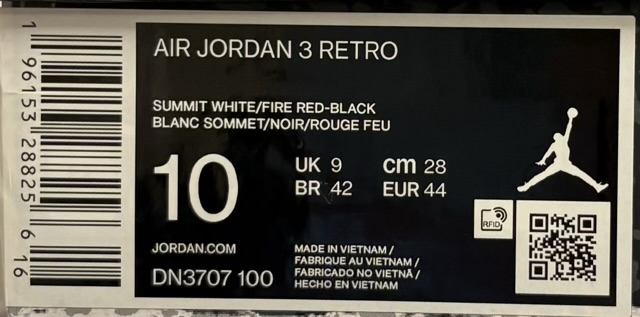 1 96153 28825 6 16
AIR JORDAN 3 RETRO
SUMMIT WHITE/FIRE RED-BLACK
BLANC SOMMET/NOIR/ROUGE FEU
10
UK 9 cm 28
BR 42 EUR 44
RFID
JORDAN.COM
DN3707 100
MADE IN VIETNAM /
FABRIQUE AU VIETNAM /
FABRICADO NO VIETNÃ /
HECHO EN VIETNAM